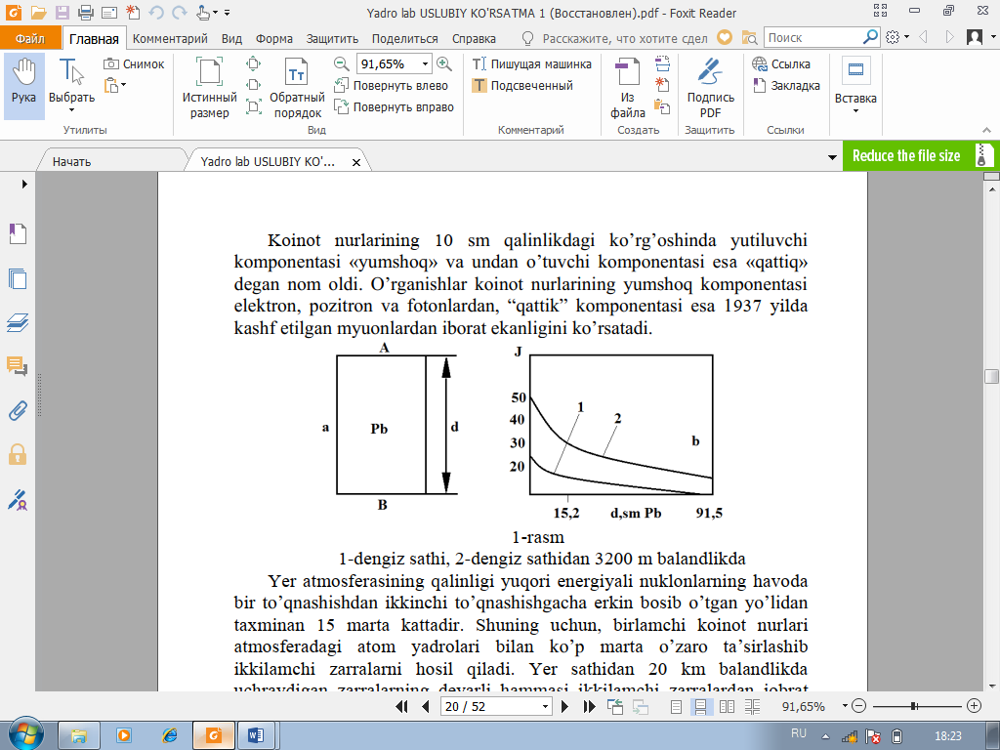 Yadro lab USLUBIY KO'RSATMA 1 (Восстановлен).pdf - Foxit Reader
Файл
Главная
Комментарий
Вид
Форма
Защитить
Поделиться
Справка
Расскажите, что хотите сдел
Поиск
Рука
Выбрать
Снимок
Утилиты
Истинный размер
Обратный порядок
91,65%
Повернуть влево
Повернуть вправо
Вид
Пишущая машинка
Подсвеченный
Комментарий
Из файла
Создать
Подпись PDF
Защитить
Ссылка
Закладка
Ссылки
Вставка
Начать
Yadro lab USLUBIY KO'...
Reduce the file size
Koinot nurlarining 10 sm qalinlikdagi ko’rg’oshinda yutiluvchi
komponentasi «yumshoq» va undan o’tuvchi komponentasi esa «qattiq»
degan nom oldi. O’rganishlar koinot nurlarining yumshoq komponentasi
elektron, pozitron va fotonlardan, “qattik” komponentasi esa 1937 yilda
kashf etilgan myuonlardan iborat ekanligini ko’rsatadi.
A
a
Pb
d
B
J
50
40
30
20
1
2
b
15,2
d,sm Pb
91,5
1-rasm
1-dengiz sathi, 2-dengiz sathidan 3200 m balandlikda
Yer atmosferasining qalinligi yuqori energiyali nuklonlarning havoda
bir to’qnashishdan ikkinchi to’qnashishgacha erkin bosib o’tgan yo’lidan
taxminan 15 marta kattadir. Shuning uchun, birlamchi koinot nurlari
atmosferadagi atom yadrolari bilan ko’p marta o’zaro ta’sirlashib
ikkilamchi zarralarni hosil qiladi. Yer sathidan 20 km balandlikda
uchraydigan zarralarning deyarli hammasi ikkilamchi zarralardan iborat
20 / 52
91,65%
RU
18:23